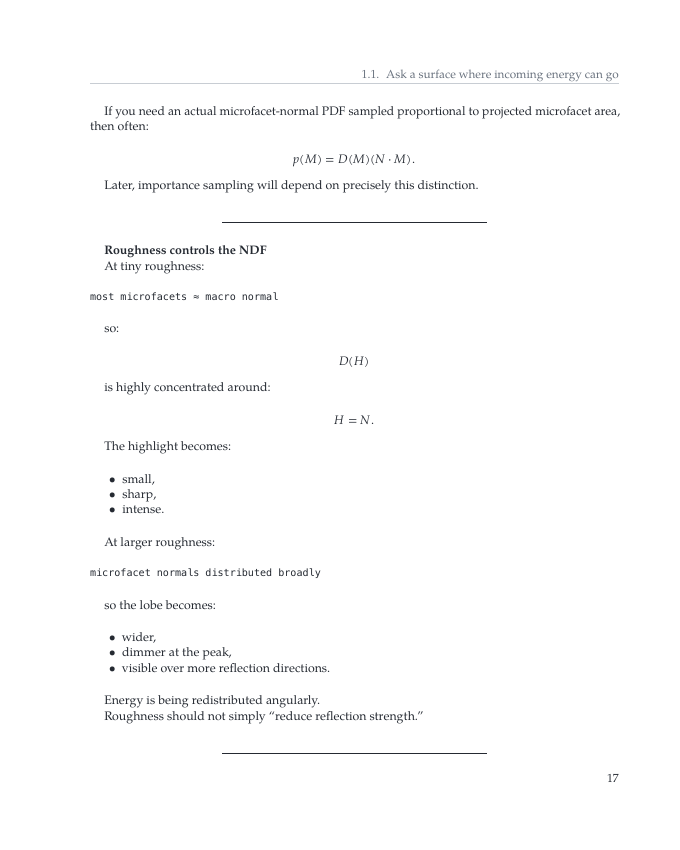 1.1. Ask a surface where incoming energy can go
If you need an actual microfacet-normal PDF sampled proportional to projected microfacet area,
then often:
p(M) = D(M)(N · M).
Later, importance sampling will depend on precisely this distinction.
Roughness controls the NDF
At tiny roughness:
most microfacets ≈ macro normal
so:
D(H)
is highly concentrated around:
H = N.
The highlight becomes:
• small,
• sharp,
• intense.
At larger roughness:
microfacet normals distributed broadly
so the lobe becomes:
• wider,
• dimmer at the peak,
• visible over more reflection directions.
Energy is being redistributed angularly.
Roughness should not simply “reduce reflection strength.”
17